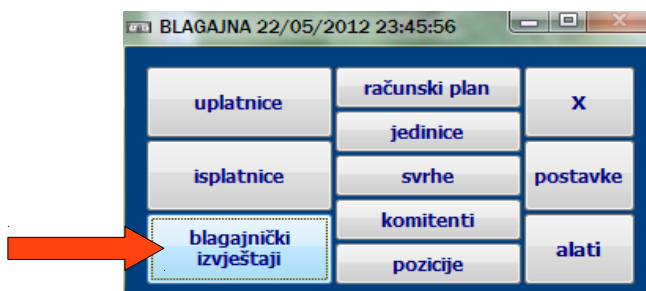 BLAGAJNA 22/05/2012 23:45:56
uplatnice
isplatnice
blagajnički
izvještaji
računski plan
jedinice
svrhe
komitenti
pozicije
X
postavke
alati